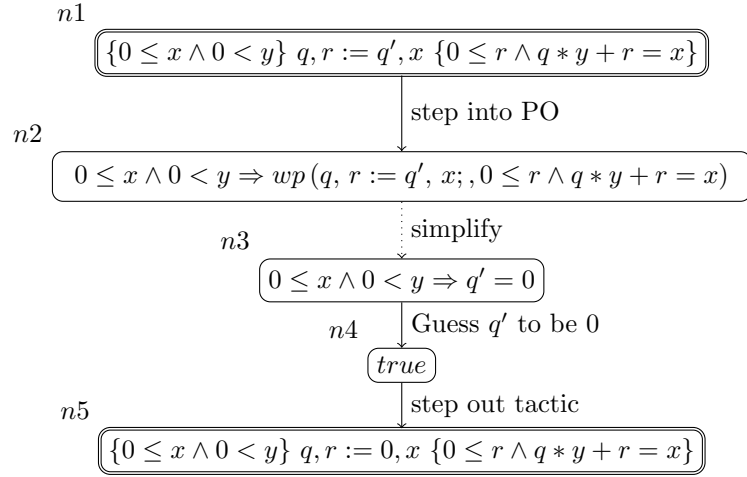 n1
{0 ≤ x ∧ 0 < y} q, r := q′, x {0 ≤ r ∧ q ∗ y + r = x}
step into PO
n2
0 ≤ x ∧ 0 < y ⇒ wp (q, r := q′, x; , 0 ≤ r ∧ q ∗ y + r = x)
simplify
n3
0 ≤ x ∧ 0 < y ⇒ q′ = 0
Guess q′ to be 0
n4
true
step out tactic
n5
{0 ≤ x ∧ 0 < y} q, r := 0, x {0 ≤ r ∧ q ∗ y + r = x}